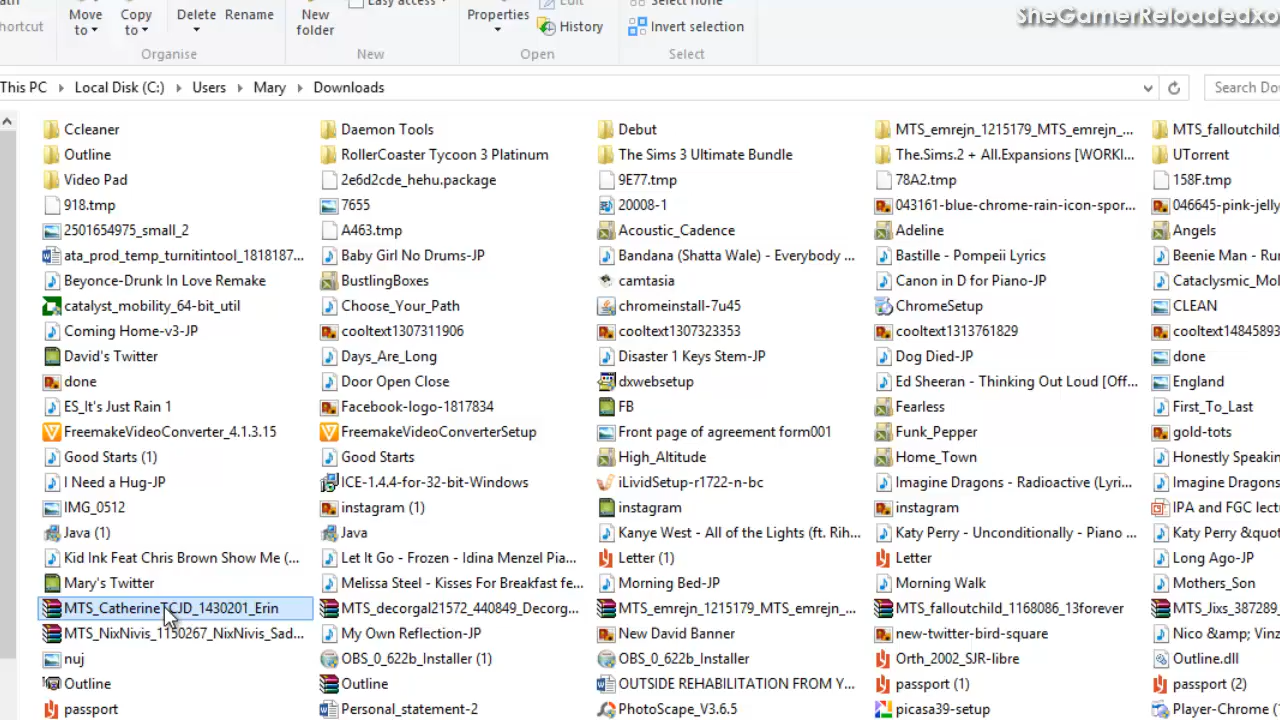 SheGamerReloadedxo
Move to
Copy to
Delete
Rename
New folder
Easy access
Properties
Edit
History
Select none
Invert selection
Organise
New
Open
Select
This PC
Local Disk (C:)
Users
Mary
Downloads
Ccleaner
Daemon Tools
Debut
MTS_emrejn_1215179_MTS_emrejn_...
MTS_falloutchild_
Outline
RollerCoaster Tycoon 3 Platinum
The Sims 3 Ultimate Bundle
The.Sims.2 + All.Expansions [WORKI...
UTorrent
Video Pad
2e6d2cde_hehu.package
9E77.tmp
78A2.tmp
158F.tmp
918.tmp
7655
20008-1
043161-blue-chrome-rain-icon-spor...
046645-pink-jelly
2501654975_small_2
A463.tmp
Acoustic_Cadence
Adeline
Angels
ata_prod_temp_turnitintool_1818187...
Baby Girl No Drums-JP
Bandana (Shatta Wale) - Everybody ...
Bastille - Pompeii Lyrics
Beenie Man - Ru
Beyonce-Drunk In Love Remake
BustlingBoxes
camtasia
Canon in D for Piano-JP
Cataclysmic_Mol
catalyst_mobility_64-bit_util
Choose_Your_Path
chromeinstall-7u45
ChromeSetup
CLEAN
Coming Home-v3-JP
cooltext1307311906
cooltext1307323353
cooltext1313761829
cooltext14845893
David's Twitter
Days_Are_Long
Disaster 1 Keys Stem-JP
Dog Died-JP
done
done
Door Open Close
dxwebsetup
Ed Sheeran - Thinking Out Loud [Off...
England
ES_It's Just Rain 1
Facebook-logo-1817834
FB
Fearless
First_To_Last
FreemakeVideoConverter_4.1.3.15
FreemakeVideoConverterSetup
Front page of agreement form001
Funk_Pepper
gold-tots
Good Starts (1)
Good Starts
High_Altitude
Home_Town
Honestly Speakin
I Need a Hug-JP
ICE-1.4.4-for-32-bit-Windows
iLividSetup-r1722-n-bc
Imagine Dragons - Radioactive (Lyri...
Imagine Dragons
IMG_0512
instagram (1)
instagram
instagram
IPA and FGC lect
Java (1)
Java
Kanye West - All of the Lights (ft. Rih...
Katy Perry - Unconditionally - Piano ...
Katy Perry &quot
Kid Ink Feat Chris Brown Show Me (...
Let It Go - Frozen - Idina Menzel Pia...
Letter (1)
Letter
Long Ago-JP
Mary's Twitter
Melissa Steel - Kisses For Breakfast fe...
Morning Bed-JP
Morning Walk
Mothers_Son
MTS_CatherineTCJD_1430201_Erin
MTS_decorgal21572_440849_Decorg...
MTS_emrejn_1215179_MTS_emrejn_...
MTS_falloutchild_1168086_13forever
MTS_Jixs_387289
MTS_NixNivis_1150267_NixNivis_Sad...
My Own Reflection-JP
New David Banner
new-twitter-bird-square
Nico &amp; Vinz
nuj
OBS_0_622b_Installer (1)
OBS_0_622b_Installer
Orth_2002_SJR-libre
Outline.dll
Outline
Outline
OUTSIDE REHABILITATION FROM Y...
passport (1)
passport (2)
passport
Personal_statement-2
PhotoScape_V3.6.5
picasa39-setup
Player-Chrome (